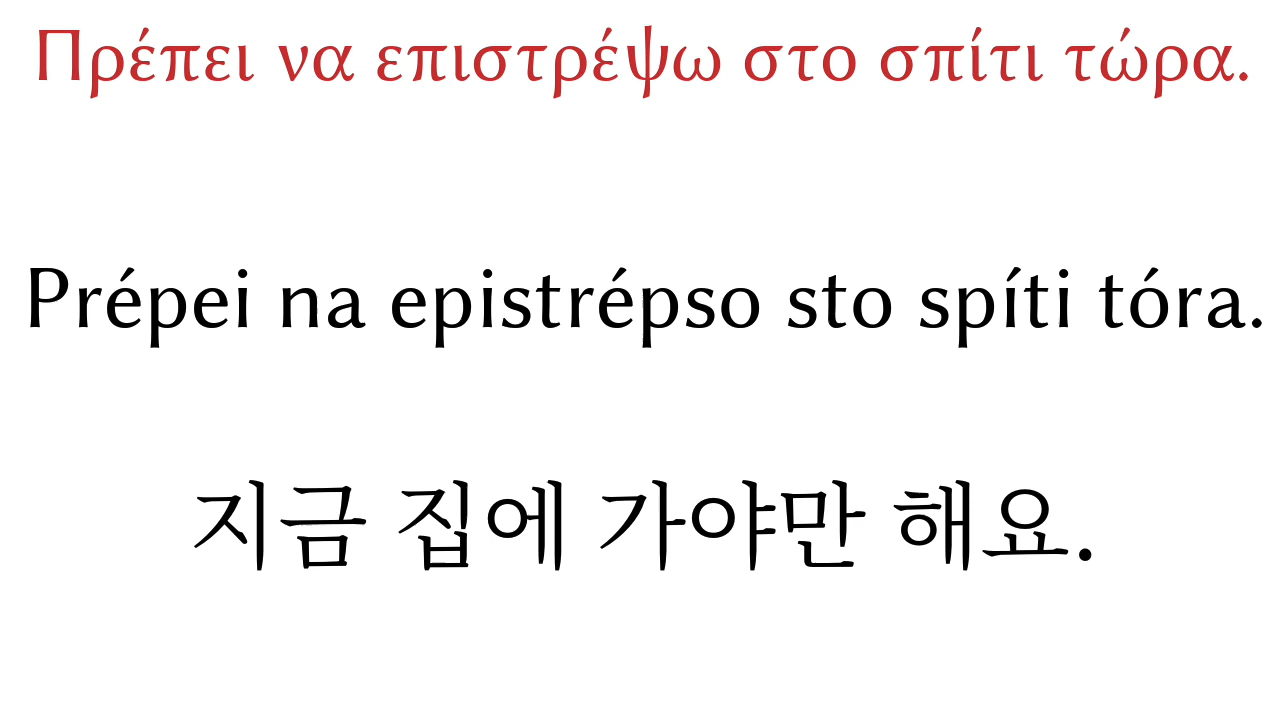 Πρέπει να επιστρέψω στο σπίτι τώρα.
Prépei na epistrépso sto spíti tóra.
지금 집에 가야만 해요.